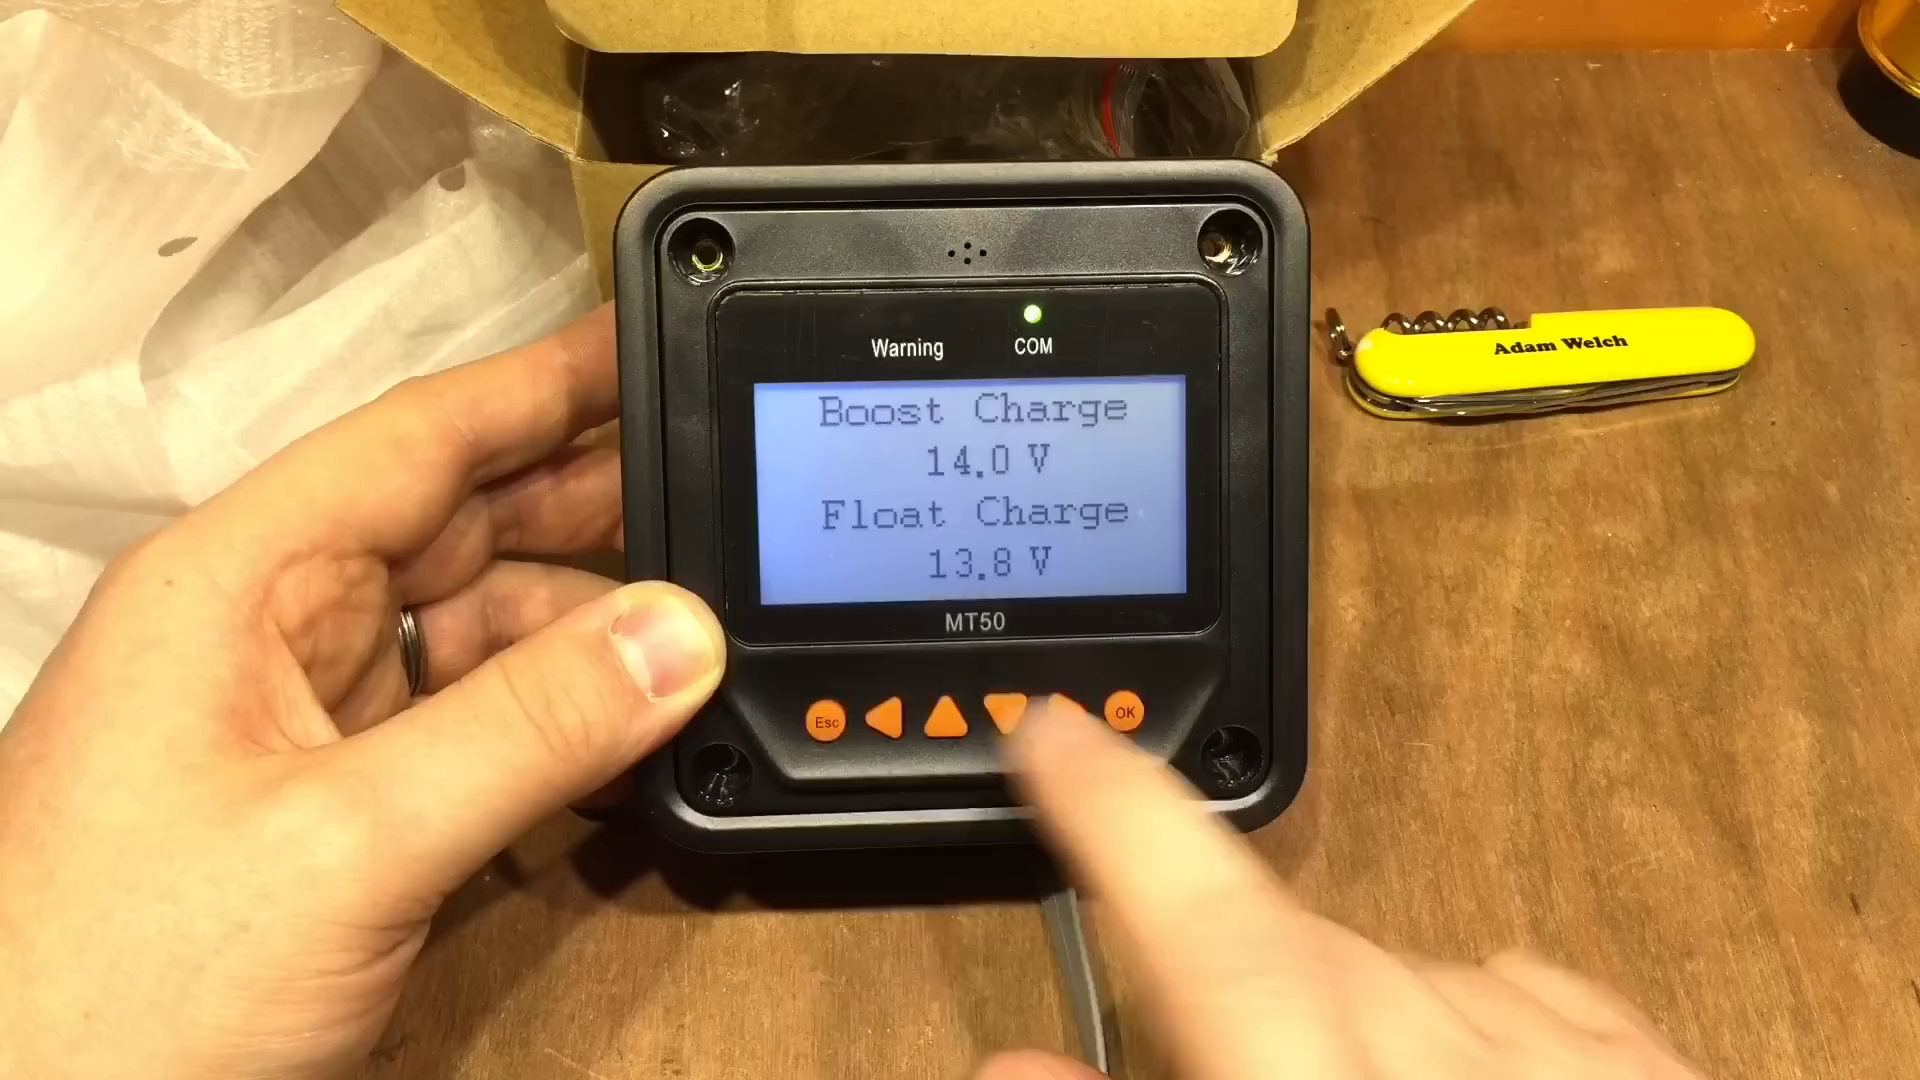 Warning COM
Boost Charge
14.0 V
Float Charge
13.8 V
MT50
Esc OK
Adam Welch